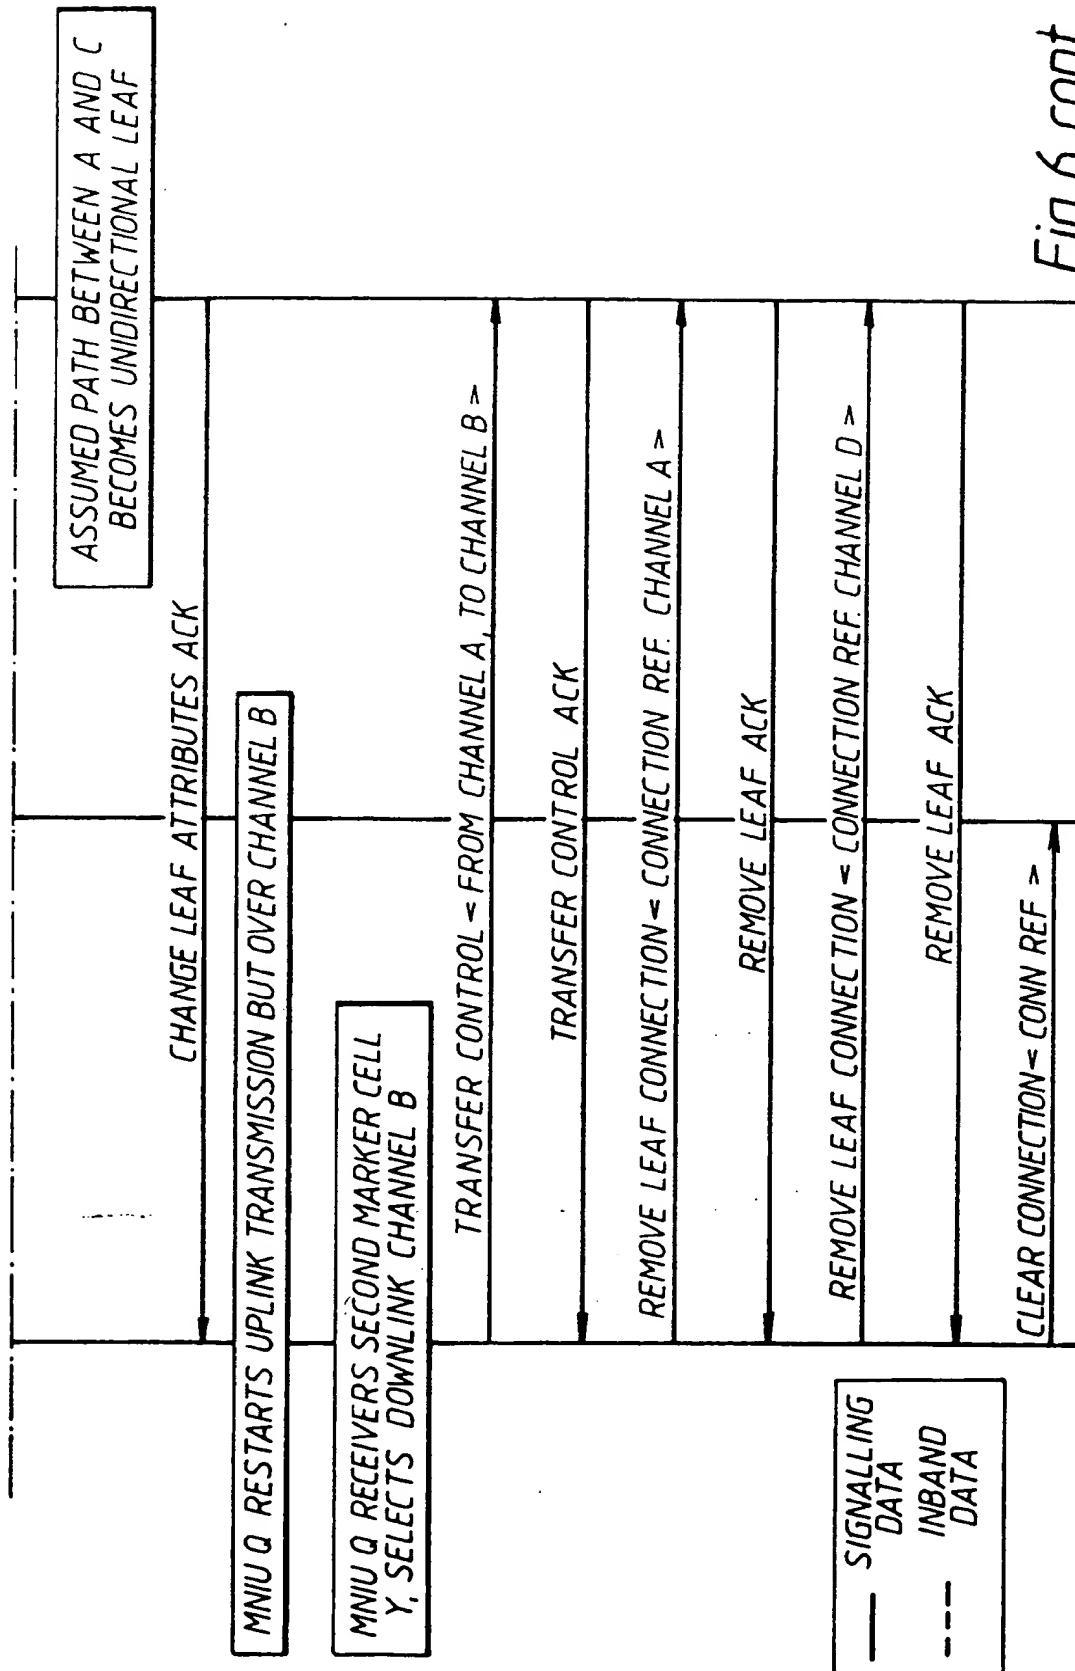 ASSUMED PATH BETWEEN A AND C
BECOMES UNIDIRECTIONAL LEAF
CHANGE LEAF ATTRIBUTES ACK
MNIU Q RESTARTS UPLINK TRANSMISSION BUT OVER CHANNEL B
MNIU Q RECEIVERS SECOND MARKER CELL
Y, SELECTS DOWNLINK CHANNEL B
TRANSFER CONTROL < FROM CHANNEL A, TO CHANNEL B >
TRANSFER CONTROL ACK
REMOVE LEAF CONNECTION < CONNECTION REF. CHANNEL A >
REMOVE LEAF ACK
REMOVE LEAF CONNECTION < CONNECTION REF. CHANNEL D >
REMOVE LEAF ACK
CLEAR CONNECTION < CONN REF >
SIGNALLING
DATA
INBAND
DATA
Fig.6 cont